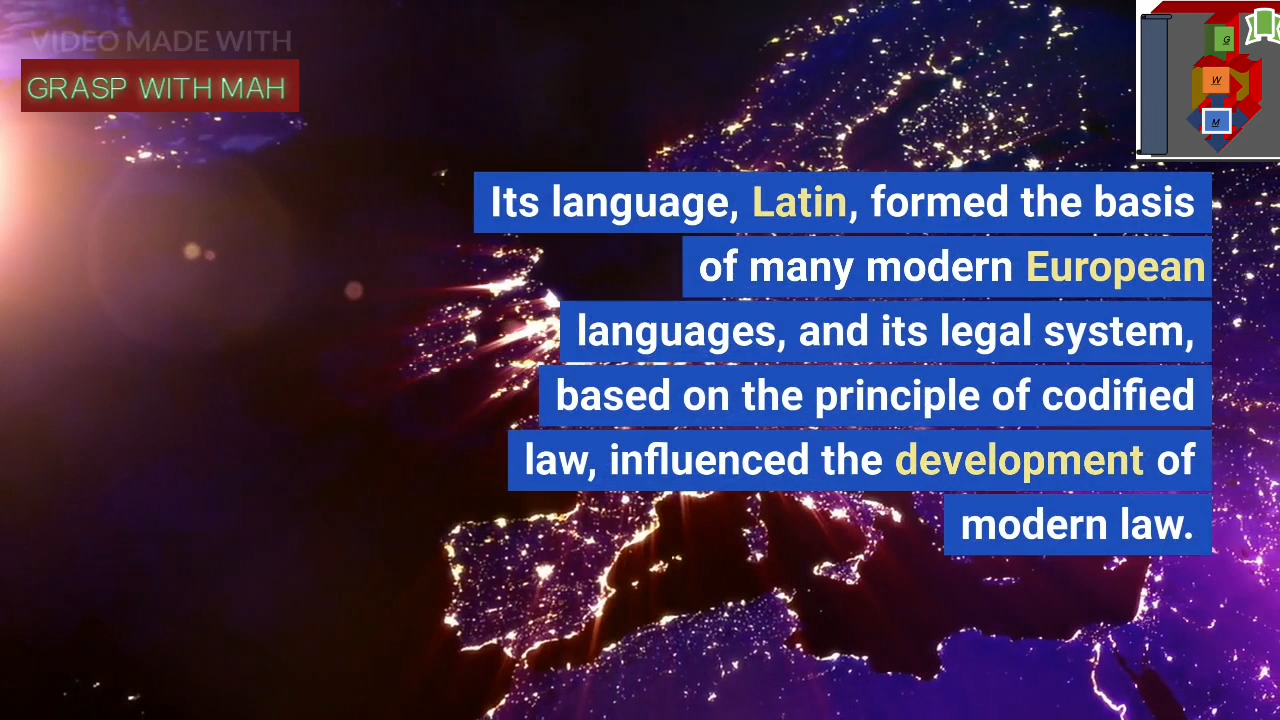 VIDEO MADE WITH
GRASP WITH MAH
G
W
M
Its language, Latin, formed the basis
of many modern European
languages, and its legal system,
based on the principle of codified
law, influenced the development of
modern law.